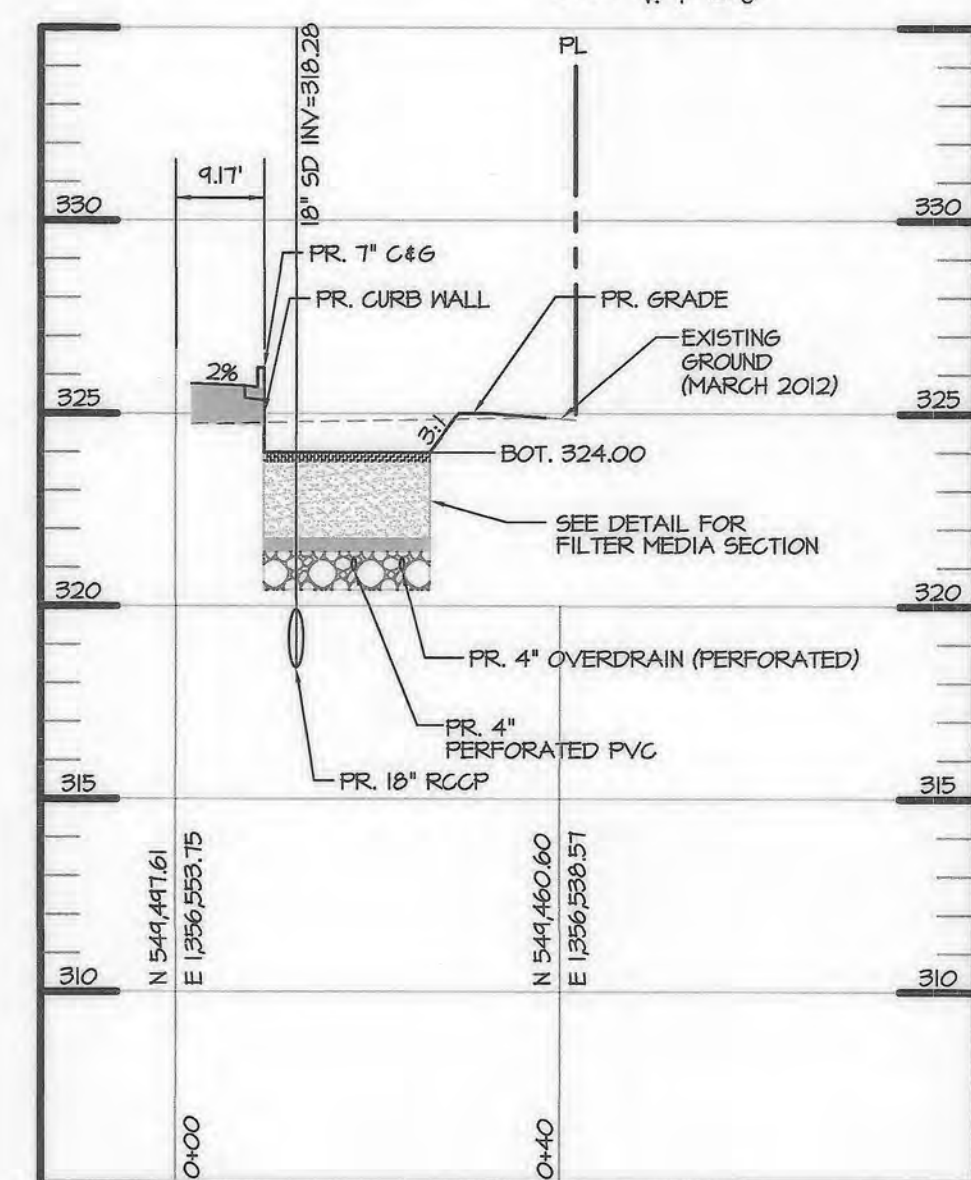 PL
18" SD INV=318.28
9.17'
330
330
PR. 7" C&G
PR. CURB WALL
PR. GRADE
EXISTING
GROUND
(MARCH 2012)
2%
325
325
3:1
BOT. 324.00
SEE DETAIL FOR
FILTER MEDIA SECTION
320
320
PR. 4" OVERDRAIN (PERFORATED)
PR. 4"
PERFORATED PVC
PR. 18" RCCP
315
315
N 549,497.61
E 1,356,553.75
N 549,460.60
E 1,356,538.57
310
310
0+00
0+40